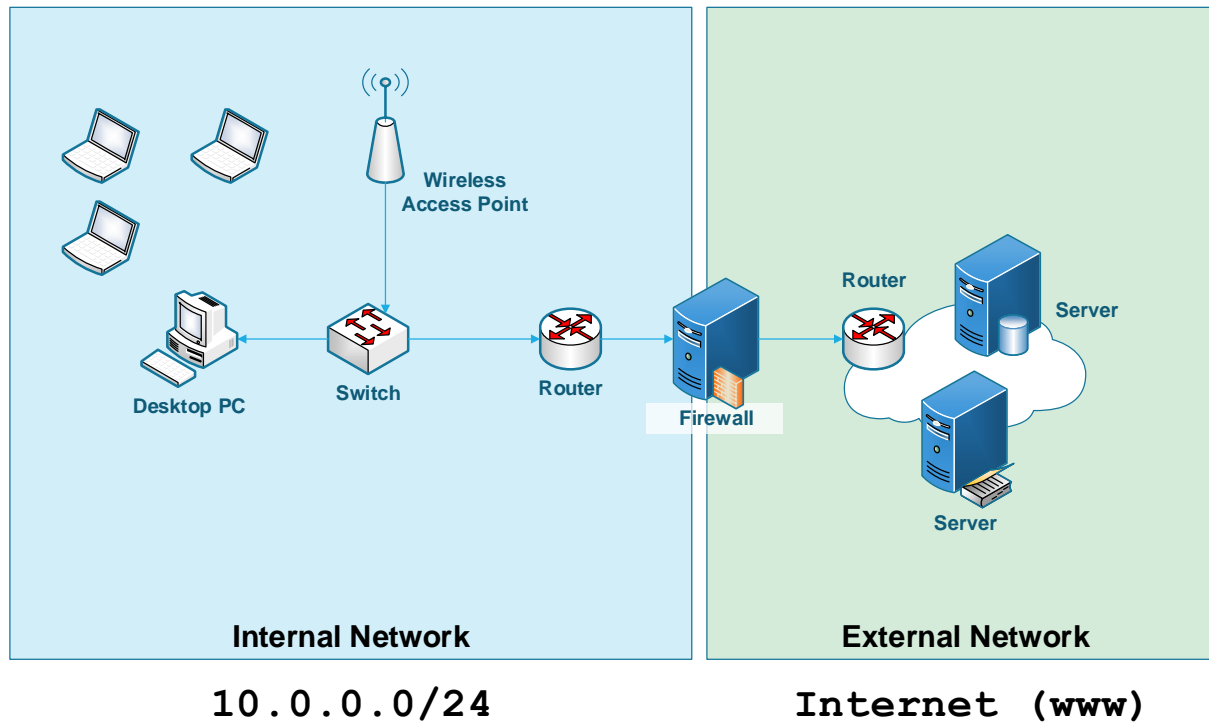 Wireless
Access Point
Router
Server
Desktop PC
Switch
Router
Firewall
Server
Internal Network
External Network
10.0.0.0/24
Internet (www)